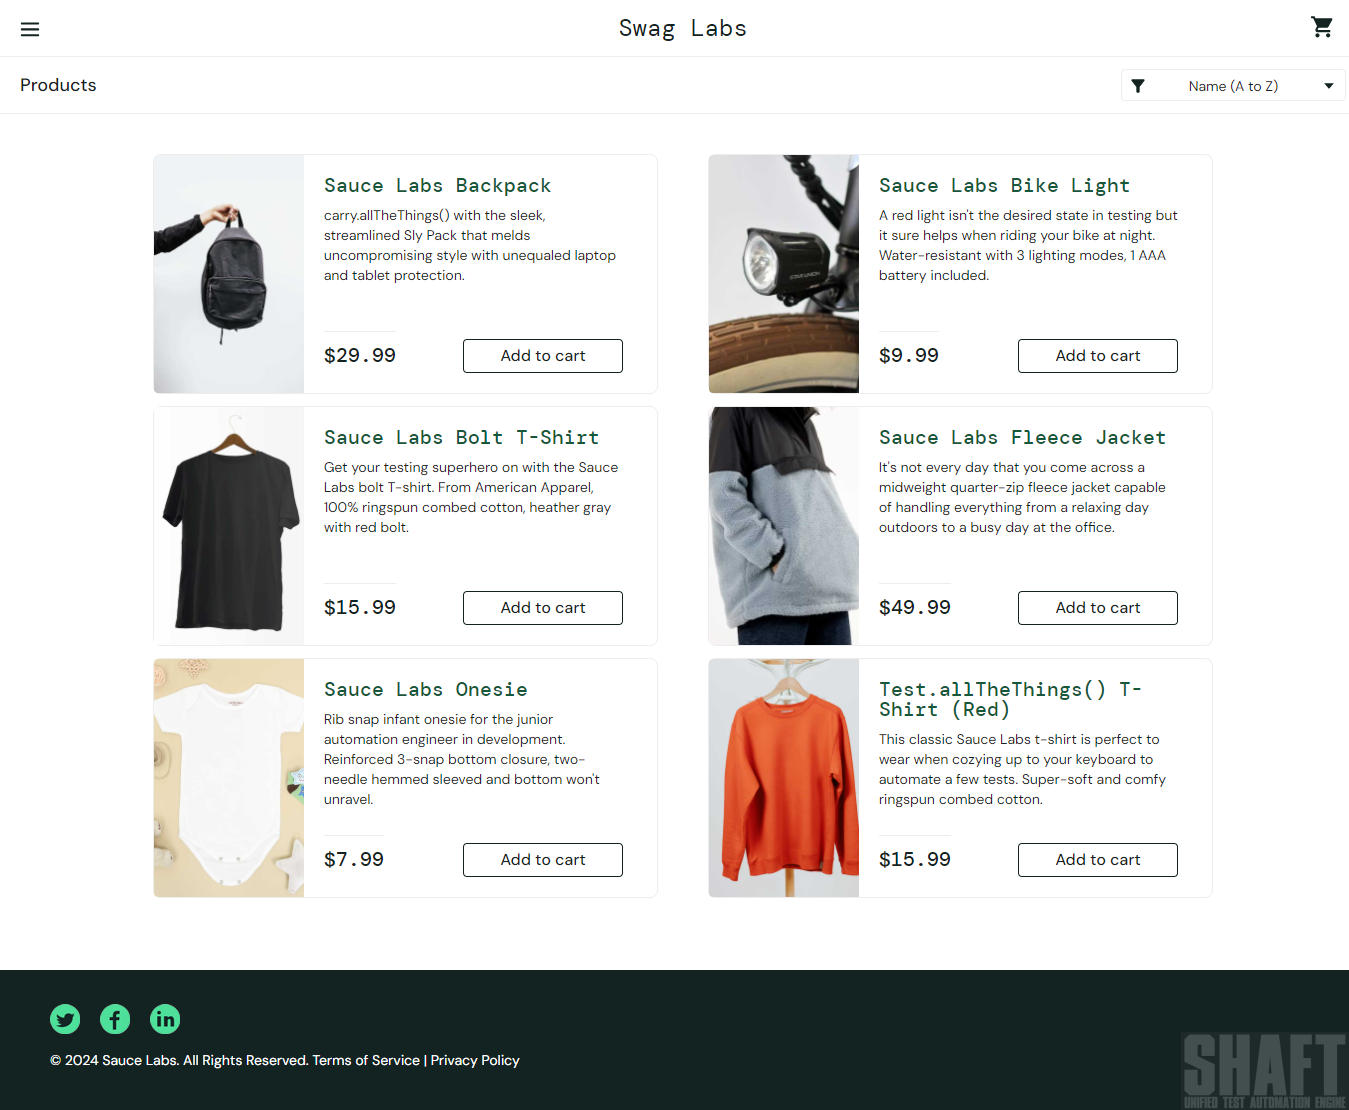 Swag Labs
Products
Name (A to Z)
Sauce Labs Backpack
carry.allTheThings() with the sleek,
streamlined Sly Pack that melds
uncompromising style with unequaled laptop
and tablet protection.
$29.99
Add to cart
Sauce Labs Bike Light
A red light isn't the desired state in testing but
it sure helps when riding your bike at night.
Water-resistant with 3 lighting modes, 1 AAA
battery included.
$9.99
Add to cart
Sauce Labs Bolt T-Shirt
Get your testing superhero on with the Sauce
Labs bolt T-shirt. From American Apparel,
100% ringspun combed cotton, heather gray
with red bolt.
$15.99
Add to cart
Sauce Labs Fleece Jacket
It's not every day that you come across a
midweight quarter-zip fleece jacket capable
of handling everything from a relaxing day
outdoors to a busy day at the office.
$49.99
Add to cart
Sauce Labs Onesie
Rib snap infant onesie for the junior
automation engineer in development.
Reinforced 3-snap bottom closure, two-
needle hemmed sleeved and bottom won't
unravel.
$7.99
Add to cart
Test.allTheThings() T-
Shirt (Red)
This classic Sauce Labs t-shirt is perfect to
wear when cozying up to your keyboard to
automate a few tests. Super-soft and comfy
ringspun combed cotton.
$15.99
Add to cart
© 2024 Sauce Labs. All Rights Reserved. Terms of Service | Privacy Policy
SHAFT
UNIFIED TEST AUTOMATION ENGINE